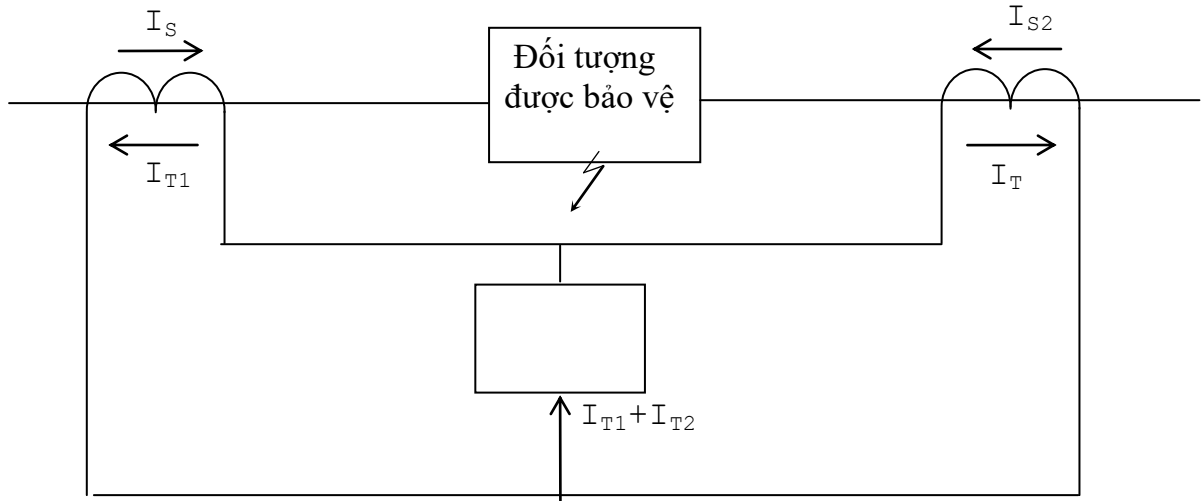 I_S
I_S2
Đối tượng
được bảo vệ
I_T1
I_T
I_T1+I_T2